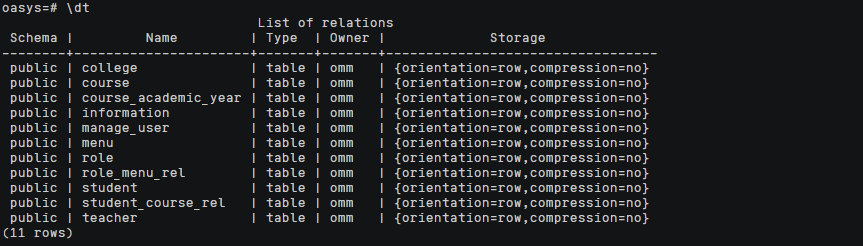 oasys=# \dt
                                  List of relations
 Schema |         Name         | Type  | Owner |             Storage
--------+----------------------+-------+-------+----------------------------------
 public | college              | table | omm   | {orientation=row,compression=no}
 public | course               | table | omm   | {orientation=row,compression=no}
 public | course_academic_year | table | omm   | {orientation=row,compression=no}
 public | information          | table | omm   | {orientation=row,compression=no}
 public | manage_user          | table | omm   | {orientation=row,compression=no}
 public | menu                 | table | omm   | {orientation=row,compression=no}
 public | role                 | table | omm   | {orientation=row,compression=no}
 public | role_menu_rel        | table | omm   | {orientation=row,compression=no}
 public | student              | table | omm   | {orientation=row,compression=no}
 public | student_course_rel   | table | omm   | {orientation=row,compression=no}
 public | teacher              | table | omm   | {orientation=row,compression=no}
(11 rows)